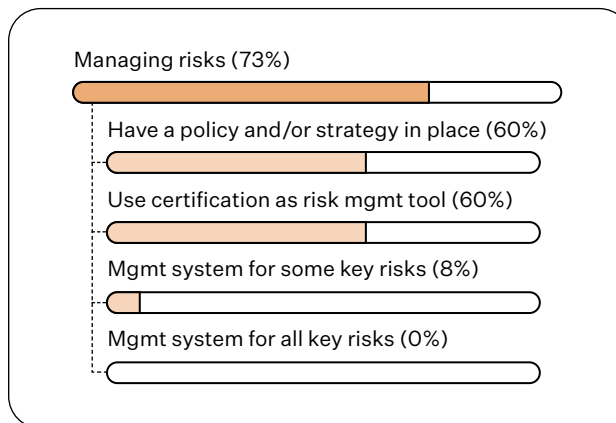 Managing risks (73%)
Have a policy and/or strategy in place (60%)
Use certification as risk mgmt tool (60%)
Mgmt system for some key risks (8%)
Mgmt system for all key risks (0%)